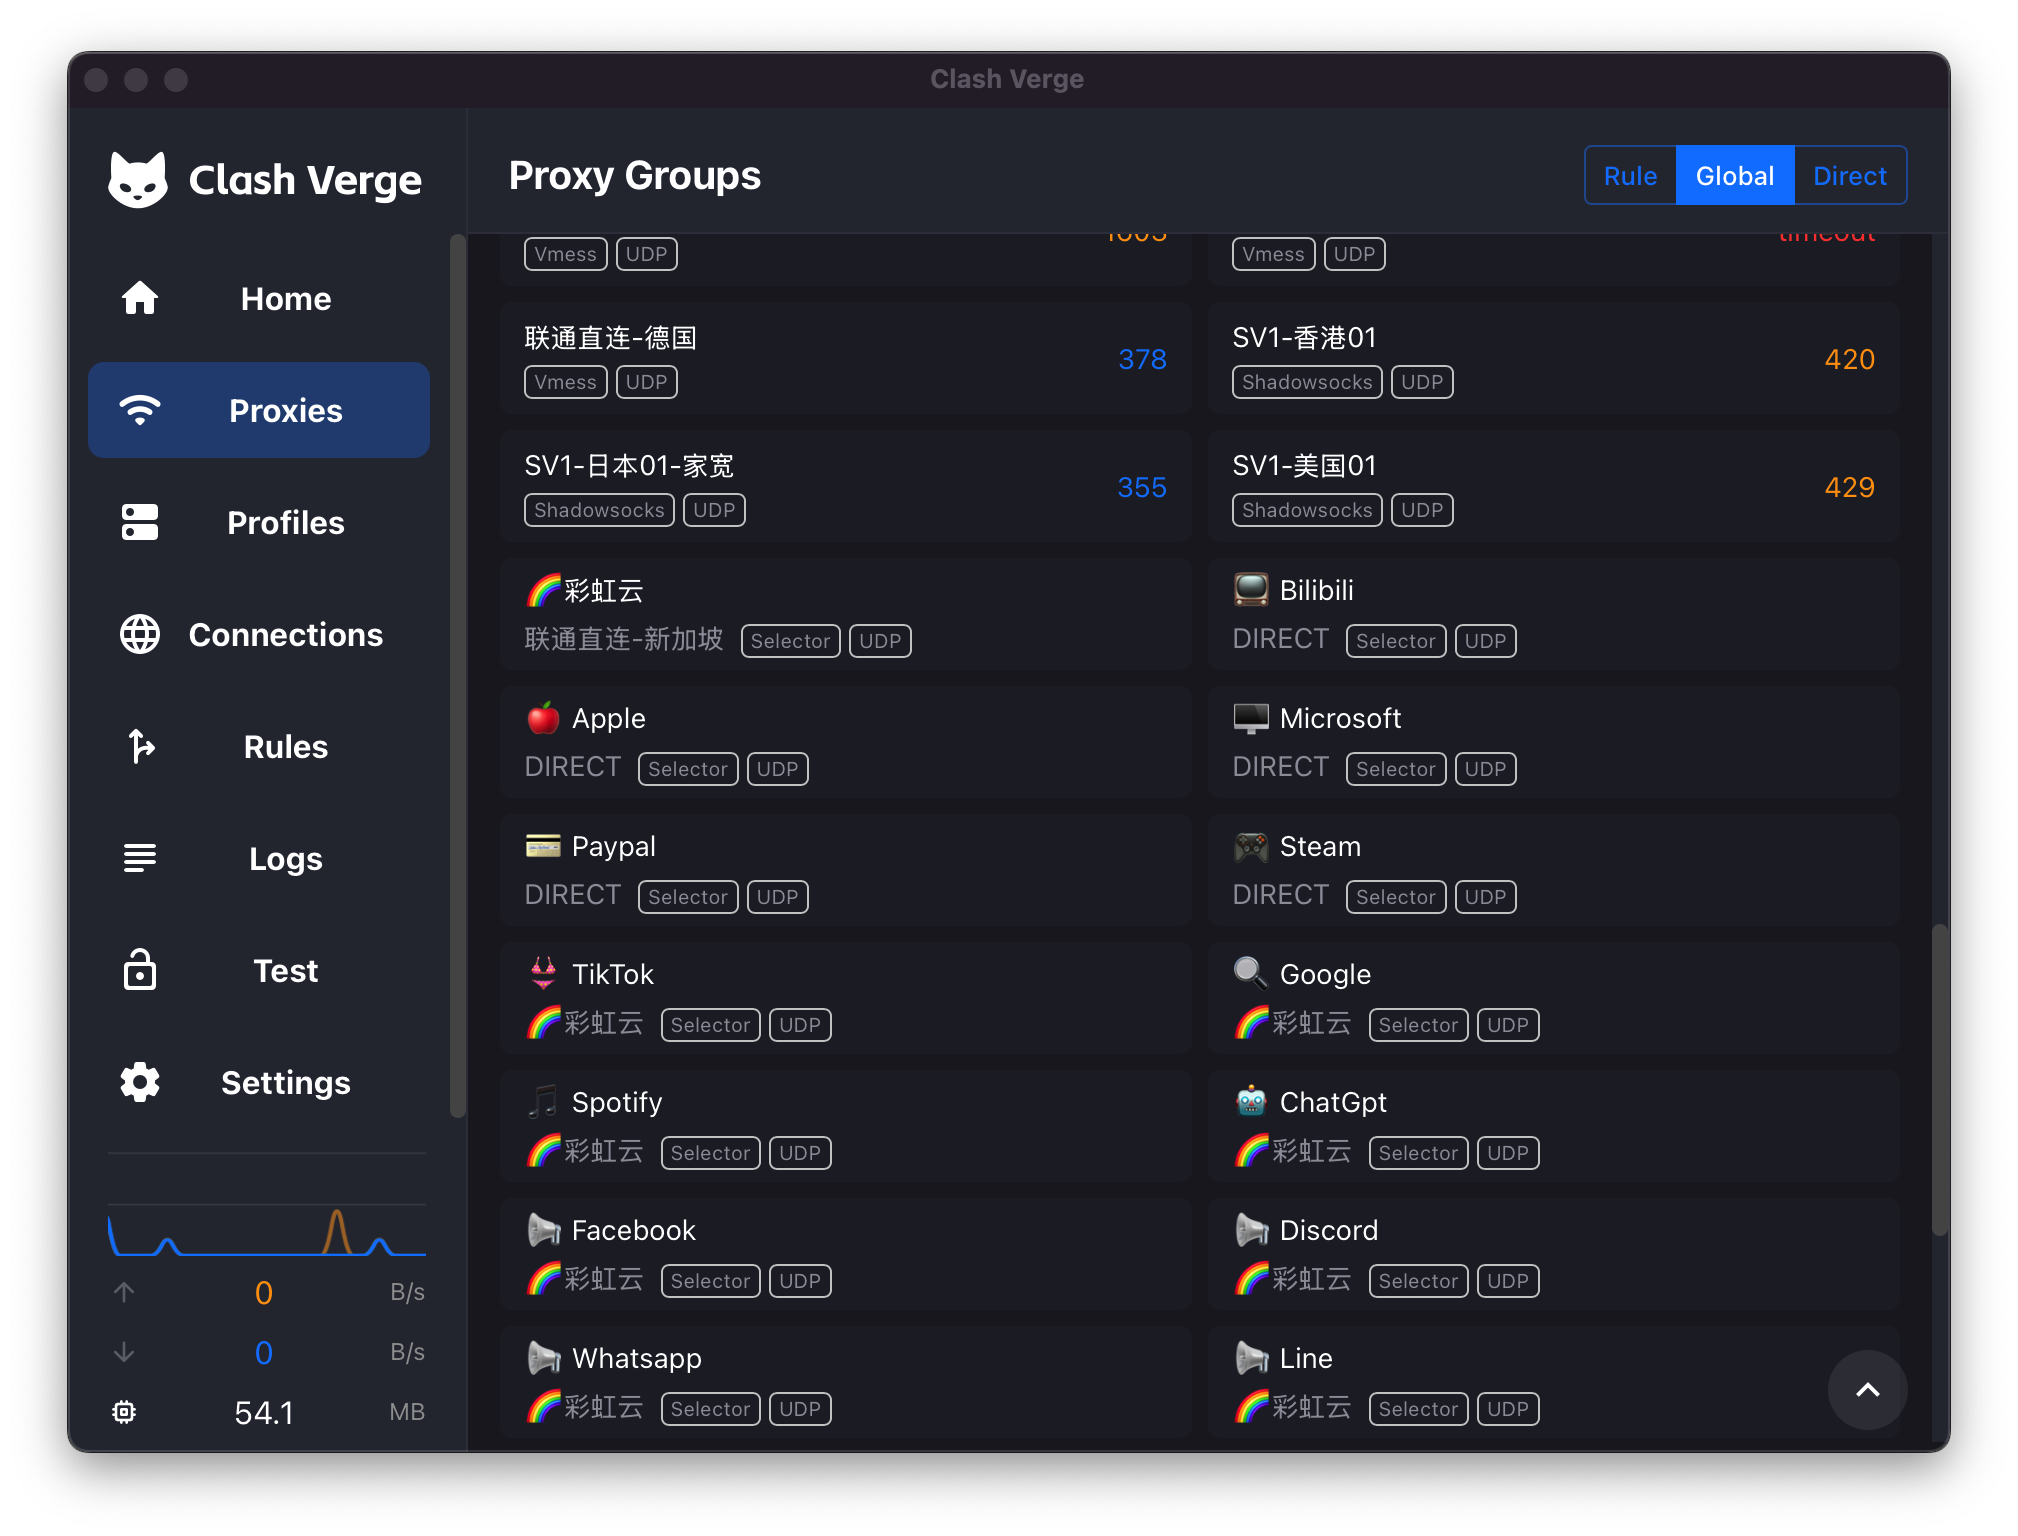 Clash Verge
Clash Verge
Home
Proxies
Profiles
Connections
Rules
Logs
Test
Settings
0 B/s
0 B/s
54.1 MB
Proxy Groups
Rule Global Direct
Vmess UDP
timeout
Vmess UDP
联通直连-德国
Vmess UDP
378
SV1-香港01
Shadowsocks UDP
420
SV1-日本01-家宽
Shadowsocks UDP
355
SV1-美国01
Shadowsocks UDP
429
🌈彩虹云
联通直连-新加坡 Selector UDP
📺 Bilibili
DIRECT Selector UDP
🍎 Apple
DIRECT Selector UDP
🖥️ Microsoft
DIRECT Selector UDP
💳 Paypal
DIRECT Selector UDP
🎮 Steam
DIRECT Selector UDP
👙 TikTok
🌈彩虹云 Selector UDP
🔍 Google
🌈彩虹云 Selector UDP
🎵 Spotify
🌈彩虹云 Selector UDP
🤖 ChatGpt
🌈彩虹云 Selector UDP
📢 Facebook
🌈彩虹云 Selector UDP
📢 Discord
🌈彩虹云 Selector UDP
📢 Whatsapp
🌈彩虹云 Selector UDP
📢 Line
🌈彩虹云 Selector UDP